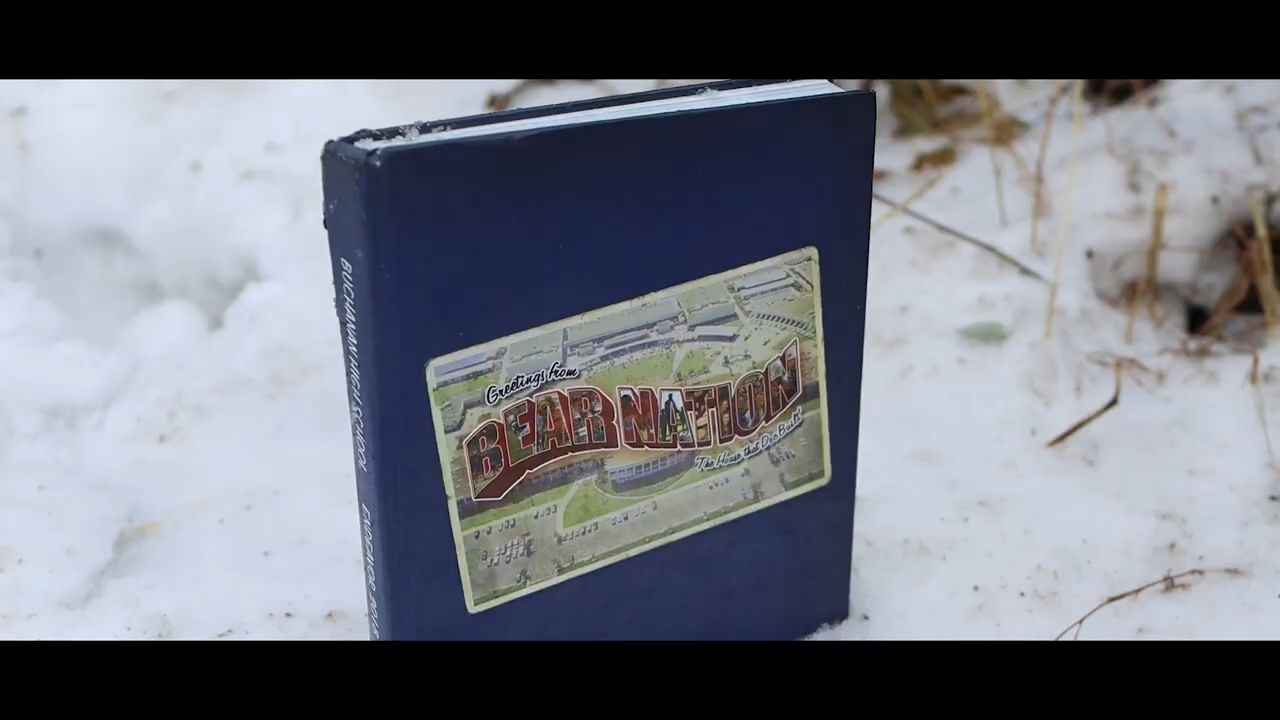 Greetings from
BEAR NATION
The House that Doc Built!
BUCHANAN HIGH SCHOOL